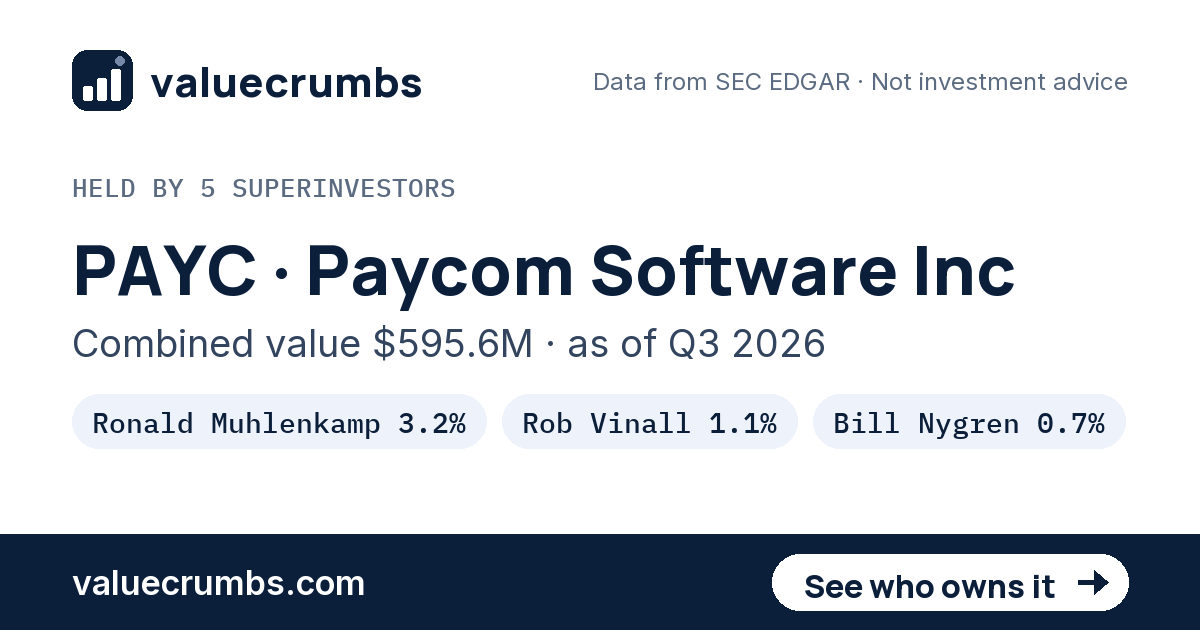 valuecrumbs
Data from SEC EDGAR · Not investment advice
HELD BY 5 SUPERINVESTORS
PAYC · Paycom Software Inc
Combined value $595.6M · as of Q3 2026
Ronald Muhlenkamp 3.2% Rob Vinall 1.1% Bill Nygren 0.7%
valuecrumbs.com
See who owns it →